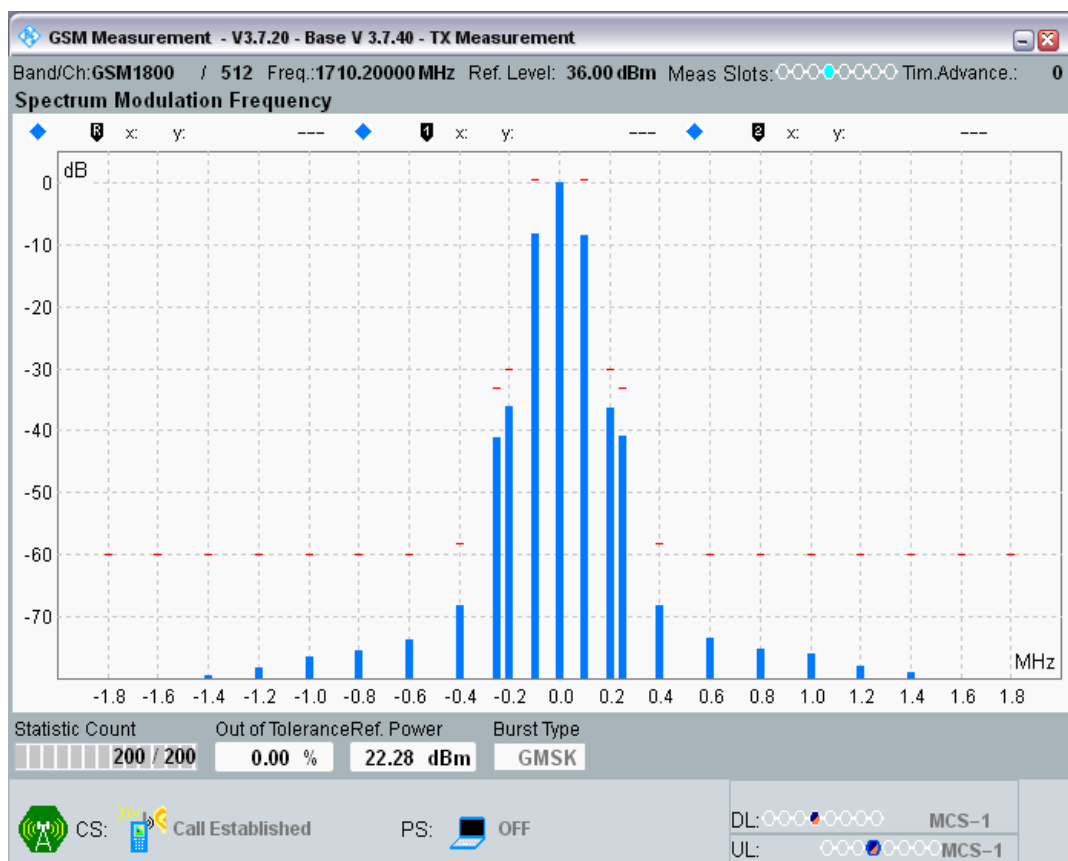 GSM Measurement - V3.7.20 - Base V 3.7.40 - TX Measurement
Band/Ch:GSM1800 / 512 Freq.:1710.20000 MHz Ref. Level: 36.00 dBm Meas Slots: Tim.Advance.: 0
Spectrum Modulation Frequency
R x: y: --- 1 x: y: --- 2 x: y: ---
dB
0
-10
-20
-30
-40
-50
-60
-70
MHz
-1.8 -1.6 -1.4 -1.2 -1.0 -0.8 -0.6 -0.4 -0.2 0.0 0.2 0.4 0.6 0.8 1.0 1.2 1.4 1.6 1.8
Statistic Count Out of Tolerance Ref. Power Burst Type
200 / 200 0.00 % 22.28 dBm GMSK
CS: Call Established PS: OFF
DL: MCS-1
UL: MCS-1